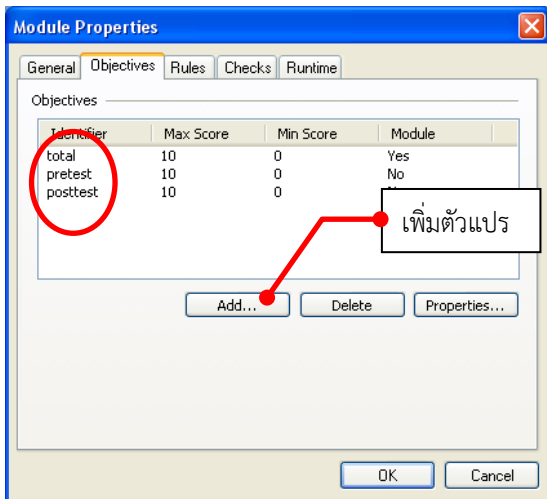 Module Properties
General Objectives Rules Checks Runtime
Objectives
Identifier Max Score Min Score Module
total 10 0 Yes
pretest 10 0 No
posttest 10 0
เพิ่มตัวแปร
Add... Delete Properties...
OK Cancel